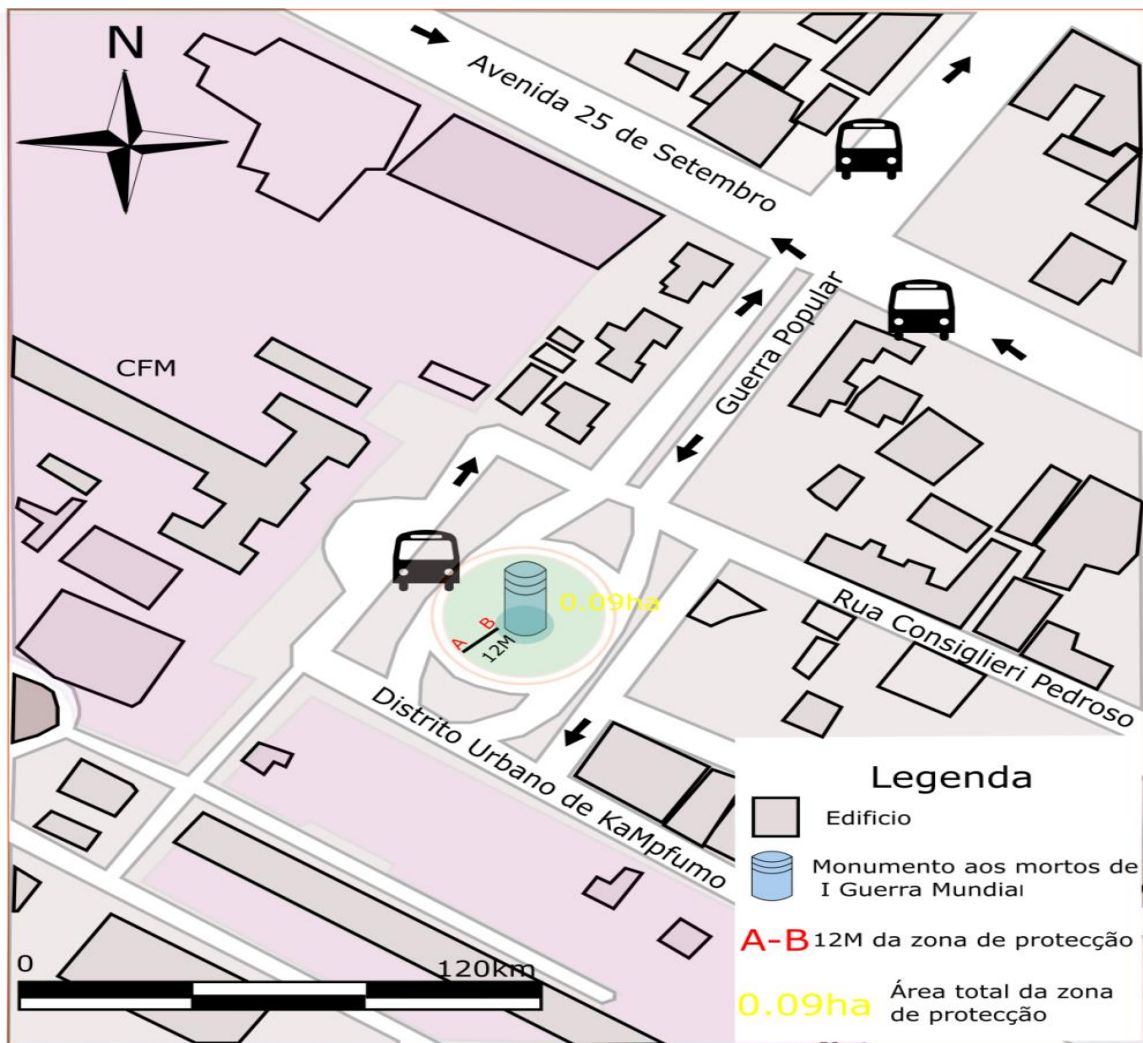 N
Avenida 25 de Setembro
Guerra Popular
CFM
0.09ha
A
B
12M
Rua Consiglieri Pedroso
Distrito Urbano de KaMpfumo
Legenda
Edificio
Monumento aos mortos de
I Guerra Mundial
A-B 12M da zona de protecção
0.09ha Área total da zona
de protecção
0
120km